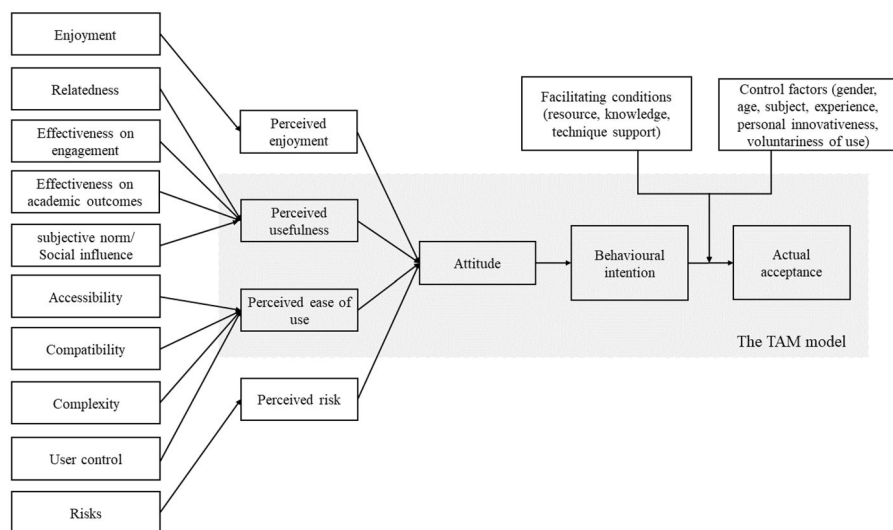 Enjoyment
Relatedness
Effectiveness on
engagement
Effectiveness on
academic outcomes
subjective norm/
Social influence
Accessibility
Compatibility
Complexity
User control
Risks
Perceived
enjoyment
Perceived
usefulness
Perceived ease of
use
Perceived risk
Attitude
Facilitating conditions
(resource, knowledge,
technique support)
Control factors (gender,
age, subject, experience,
personal innovativeness,
voluntariness of use)
Behavioural
intention
Actual
acceptance
The TAM model